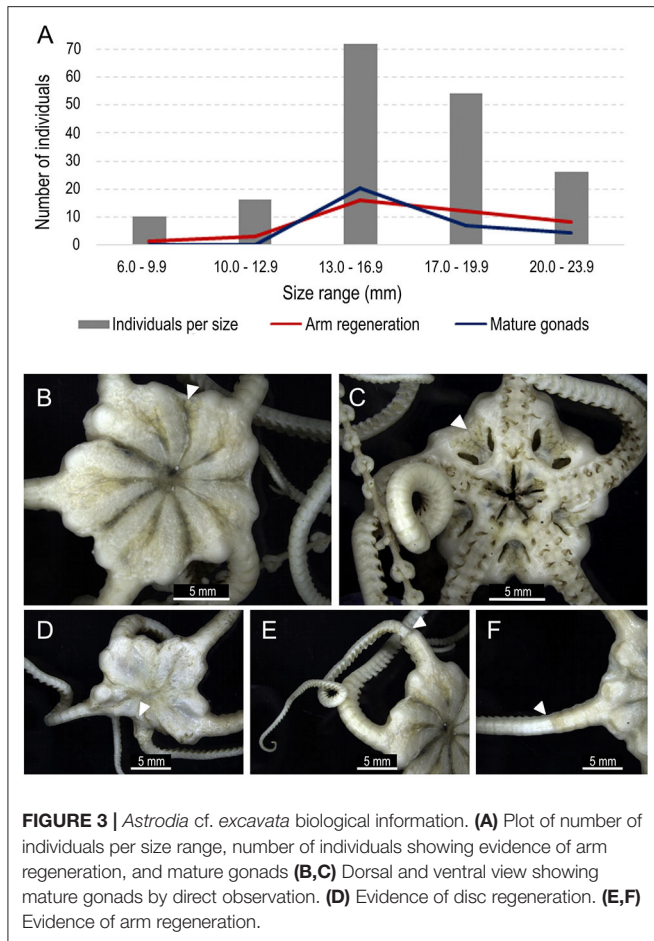 A
Number of individuals
70
60
50
40
30
20
10
0
6.0 - 9.9 10.0 - 12.9 13.0 - 16.9 17.0 - 19.9 20.0 - 23.9
Size range (mm)
Individuals per size Arm regeneration Mature gonads
B
5 mm
C
5 mm
D
5 mm
E
5 mm
F
5 mm
FIGURE 3 | Astrodia cf. excavata biological information. (A) Plot of number of
individuals per size range, number of individuals showing evidence of arm
regeneration, and mature gonads (B,C) Dorsal and ventral view showing
mature gonads by direct observation. (D) Evidence of disc regeneration. (E,F)
Evidence of arm regeneration.